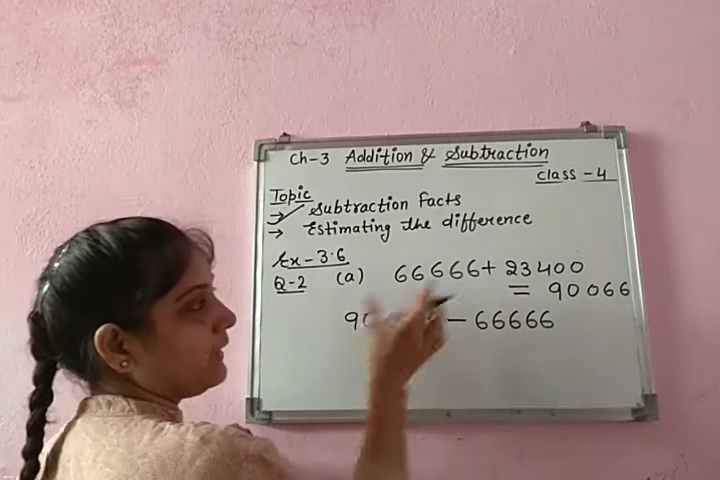 Ch-3 Addition & Subtraction
Class - 4
Topic
→ Subtraction Facts
→ Estimating the difference
Ex-3.6
Q-2 (a) 66666+ 23400
= 90066
- 66666